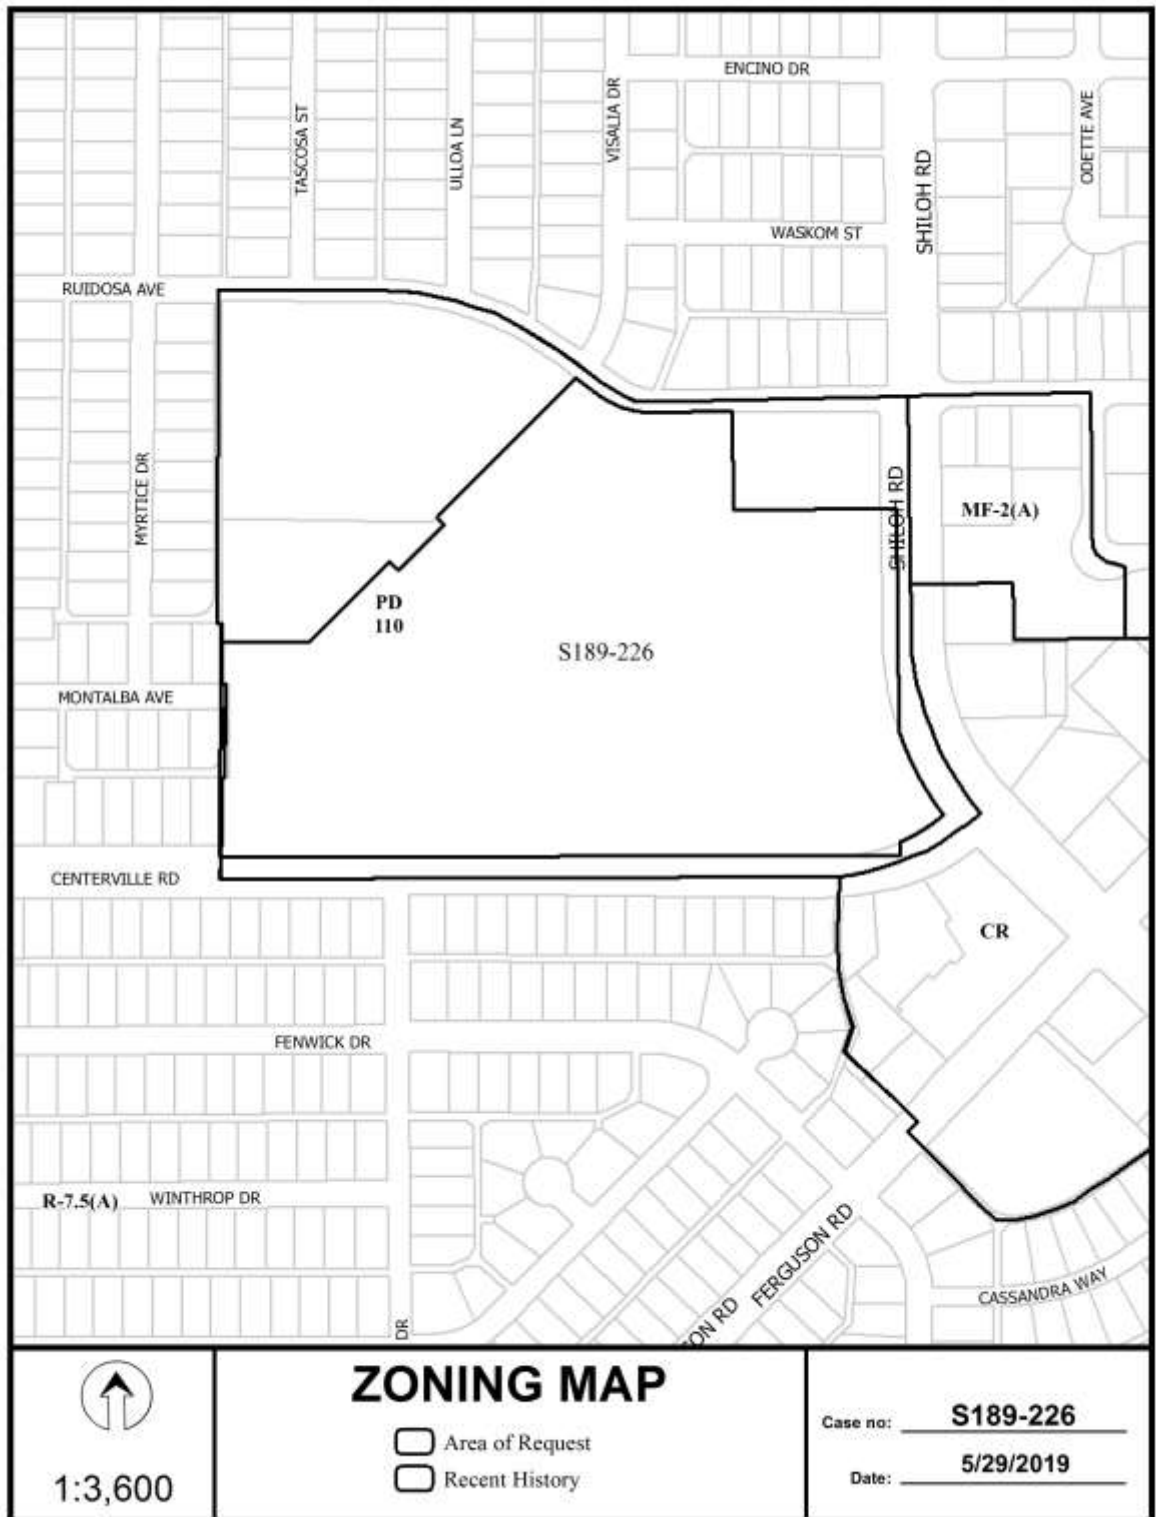 ENCINO DR
TASCOSA ST
ULLOA LN
VISALIA DR
ODETTE AVE
SHILOH RD
WASKOM ST
RUIDOSA AVE
MYRTICE DR
SHILOH RD
MF-2(A)
PD
110
S189-226
MONTALBA AVE
CENTERVILLE RD
CR
FENWICK DR
R-7.5(A)
WINTHROP DR
FERGUSON RD
CASSANDRA WAY
SON RD
DR
ZONING MAP
Area of Request
Recent History
1:3,600
Case no: S189-226
Date: 5/29/2019